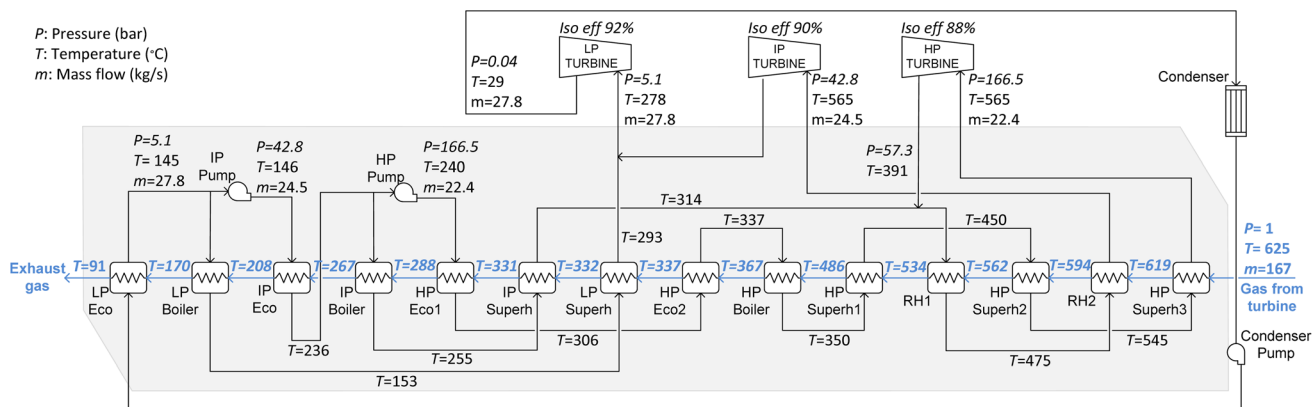 P: Pressure (bar)
T: Temperature (°C)
m: Mass flow (kg/s)
Iso eff 92%
LP
TURBINE
Iso eff 90%
IP
TURBINE
Iso eff 88%
HP
TURBINE
P=0.04
T=29
m=27.8
P=5.1
T=278
m=27.8
P=42.8
T=565
m=24.5
P=166.5
T=565
m=22.4
Condenser
P=5.1
T= 145
m=27.8
IP
Pump
P=42.8
T=146
m=24.5
HP
Pump
P=166.5
T=240
m=22.4
P=57.3
T=391
T=314
T=337
T=450
T=293
P= 1
T= 625
m=167
Gas from
turbine
Exhaust
gas
T=91
T=170
T=208
T=267
T=288
T=331
T=332
T=337
T=367
T=486
T=534
T=562
T=594
T=619
LP
Eco
LP
Boiler
IP
Eco
IP
Boiler
HP
Eco1
IP
Superh
LP
Superh
HP
Eco2
HP
Boiler
HP
Superh1
RH1
HP
Superh2
RH2
HP
Superh3
T=236
T=255
T=306
T=350
T=545
T=475
T=153
Condenser
Pump